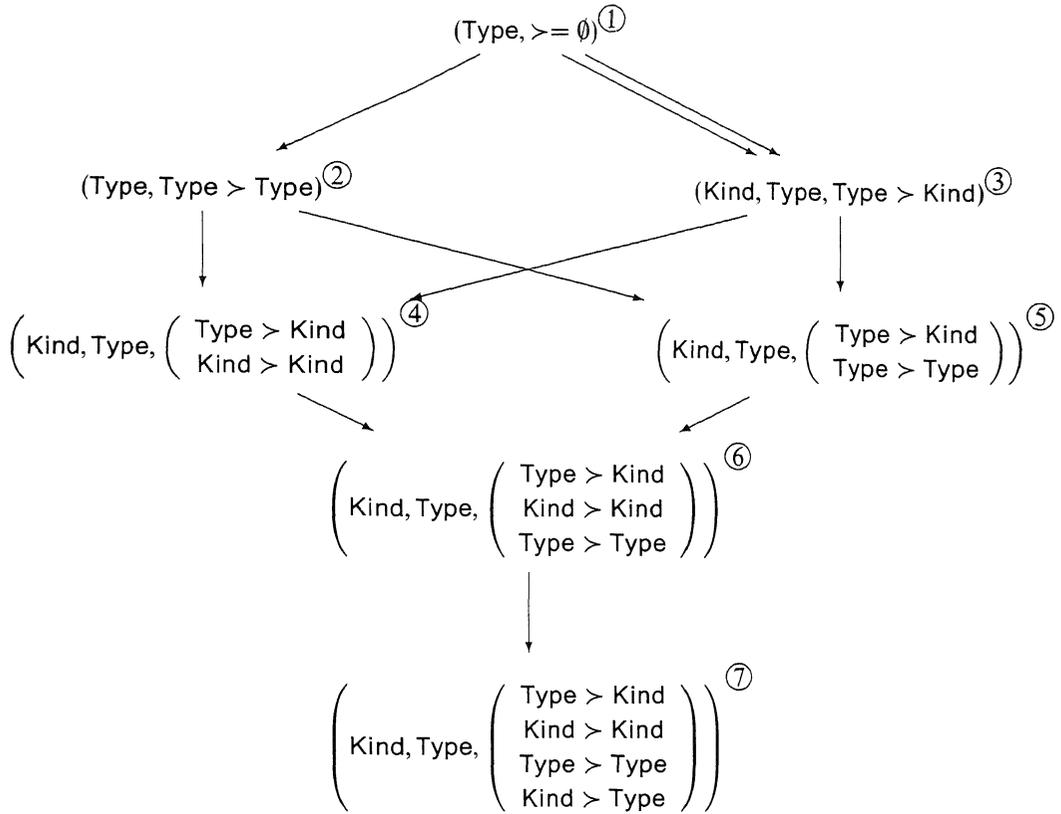 (Type, ≻= ∅) ①
(Type, Type ≻ Type) ②
(Kind, Type, Type ≻ Kind) ③
(Kind, Type, (Type ≻ Kind
Kind ≻ Kind)) ④
(Kind, Type, (Type ≻ Kind
Type ≻ Type)) ⑤
(Kind, Type, (Type ≻ Kind
Kind ≻ Kind
Type ≻ Type)) ⑥
(Kind, Type, (Type ≻ Kind
Kind ≻ Kind
Type ≻ Type
Kind ≻ Type)) ⑦